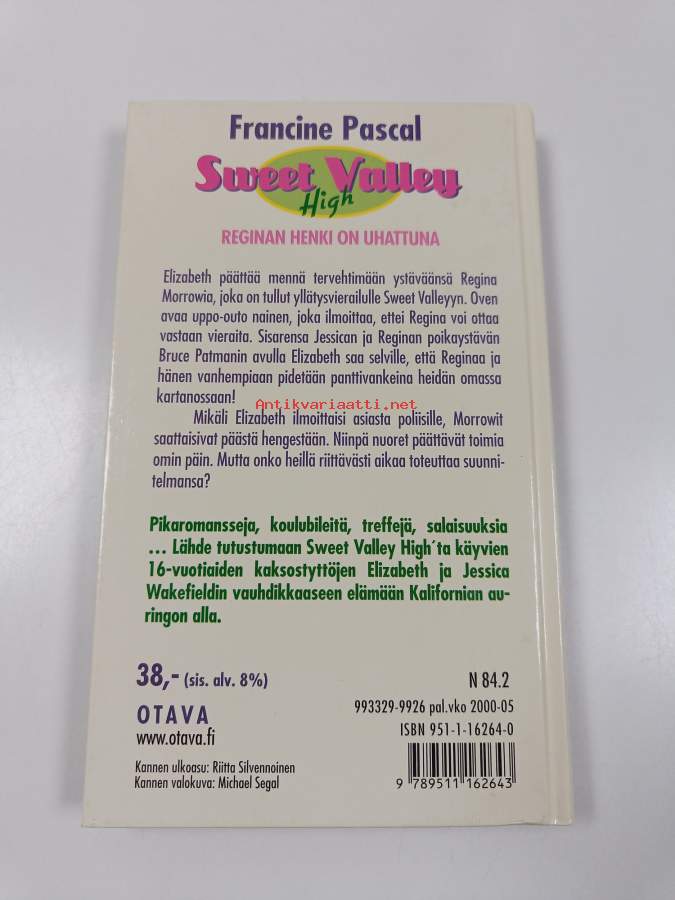 Francine Pascal
Sweet Valley
High
REGINAN HENKI ON UHATTUNA
Elizabeth päättää mennä tervehtimään ystäväänsä Regina
Morrowia, joka on tullut yllätysvierailulle Sweet Valleyyn. Oven
avaa uppo-outo nainen, joka ilmoittaa, ettei Regina voi ottaa
vastaan vieraita. Sisarensa Jessican ja Reginan poikaystävän
Bruce Patmanin avulla Elizabeth saa selville, että Reginaa ja
hänen vanhempiaan pidetään panttivankeina heidän omassa
kartanossaan!
Antikvariaatti.net
Mikäli Elizabeth ilmoittaisi asiasta poliisille, Morrowit
saattaisivat päästä hengestään. Niinpä nuoret päättävät toimia
omin päin. Mutta onko heillä riittävästi aikaa toteuttaa suunni-
telmansa?
Pikaromansseja, koulubileitä, treffejä, salaisuuksia
... Lähde tutustumaan Sweet Valley High´ta käyvien
16-vuotiaiden kaksostyttöjen Elizabeth ja Jessica
Wakefieldin vauhdikkaaseen elämään Kalifornian au-
ringon alla.
38,- (sis. alv. 8%)
N 84.2
993329-9926 pal.vko 2000-05
OTAVA
ISBN 951-1-16264-0
www.otava.fi
Kannen ulkoasu: Riitta Silvennoinen
Kannen valokuva: Michael Segal
9 789511 162643